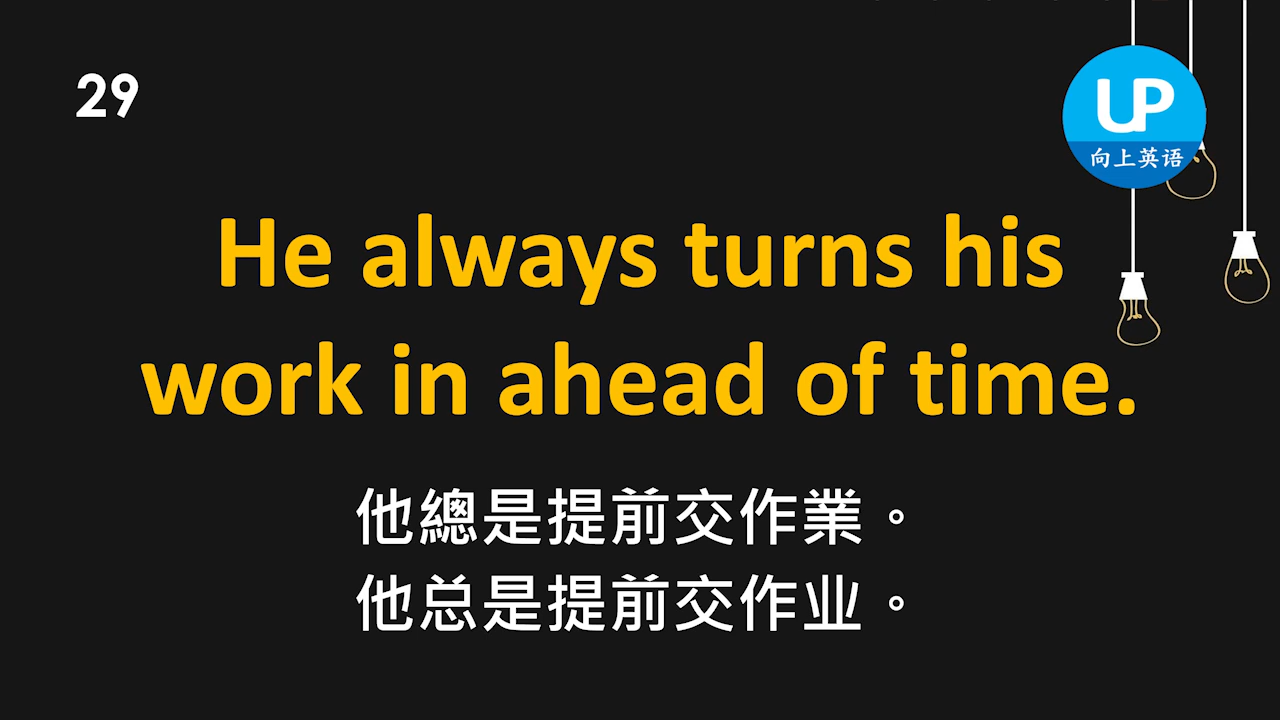 29
UP
向上英语
He always turns his
work in ahead of time.
他總是提前交作業。
他总是提前交作业。